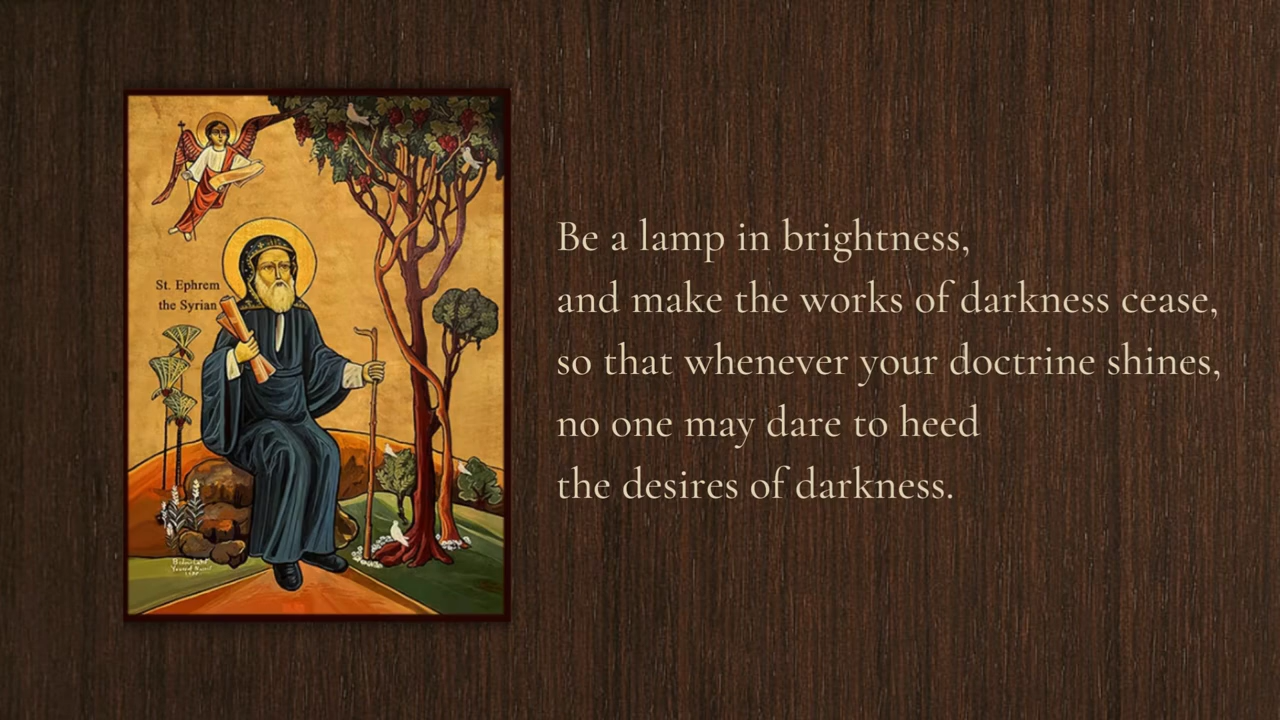 St. Ephrem
the Syrian
Be a lamp in brightness,
and make the works of darkness cease,
so that whenever your doctrine shines,
no one may dare to heed
the desires of darkness.